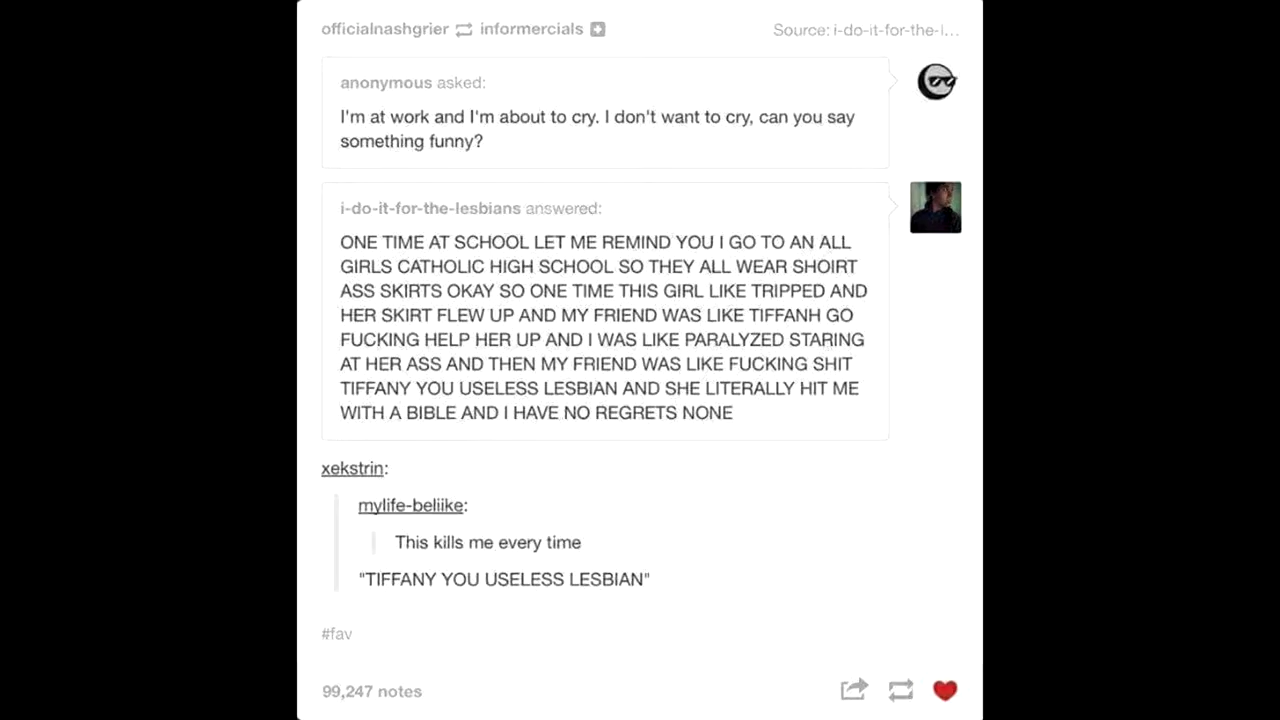 officialnashgrier informercials
Source: i-do-it-for-the-l...
anonymous asked:
I'm at work and I'm about to cry. I don't want to cry, can you say
something funny?
i-do-it-for-the-lesbians answered:
ONE TIME AT SCHOOL LET ME REMIND YOU I GO TO AN ALL
GIRLS CATHOLIC HIGH SCHOOL SO THEY ALL WEAR SHOIRT
ASS SKIRTS OKAY SO ONE TIME THIS GIRL LIKE TRIPPED AND
HER SKIRT FLEW UP AND MY FRIEND WAS LIKE TIFFANH GO
FUCKING HELP HER UP AND I WAS LIKE PARALYZED STARING
AT HER ASS AND THEN MY FRIEND WAS LIKE FUCKING SHIT
TIFFANY YOU USELESS LESBIAN AND SHE LITERALLY HIT ME
WITH A BIBLE AND I HAVE NO REGRETS NONE
xekstrin:
mylife-beliike:
This kills me every time
"TIFFANY YOU USELESS LESBIAN"
#fav
99,247 notes